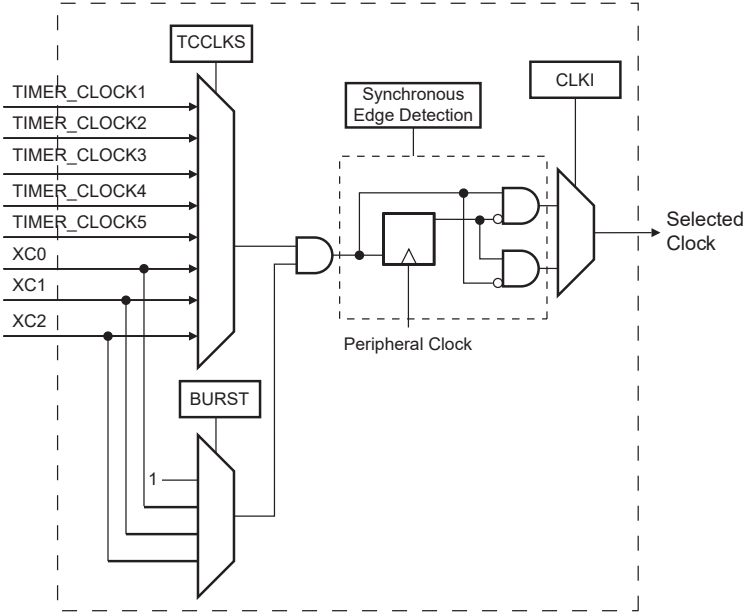 TCCLKS
TIMER_CLOCK1
TIMER_CLOCK2
TIMER_CLOCK3
TIMER_CLOCK4
TIMER_CLOCK5
XC0
XC1
XC2
Synchronous
Edge Detection
CLKI
Selected
Clock
Peripheral Clock
BURST
1